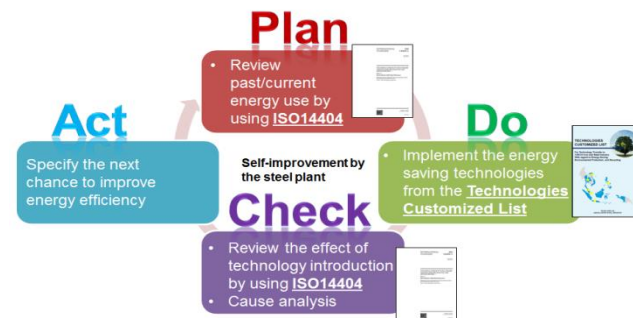 Plan
• Review
past/current
energy use by
using ISO14404
Act
Specify the next
chance to improve
energy efficiency
Self-improvement by
the steel plant
Do
• Implement the energy
saving technologies
from the Technologies
Customized List
TECHNOLOGIES
CUSTOMIZED LIST
Check
• Review the effect of
technology introduction
by using ISO14404
• Cause analysis